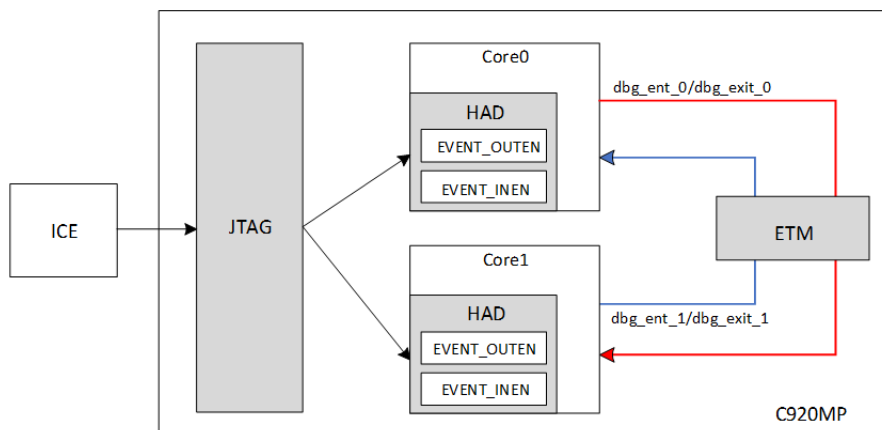 Core0
dbg_ent_0/dbg_exit_0
HAD
EVENT_OUTEN
EVENT_INEN
ICE
JTAG
ETM
Core1
dbg_ent_1/dbg_exit_1
HAD
EVENT_OUTEN
EVENT_INEN
C920MP